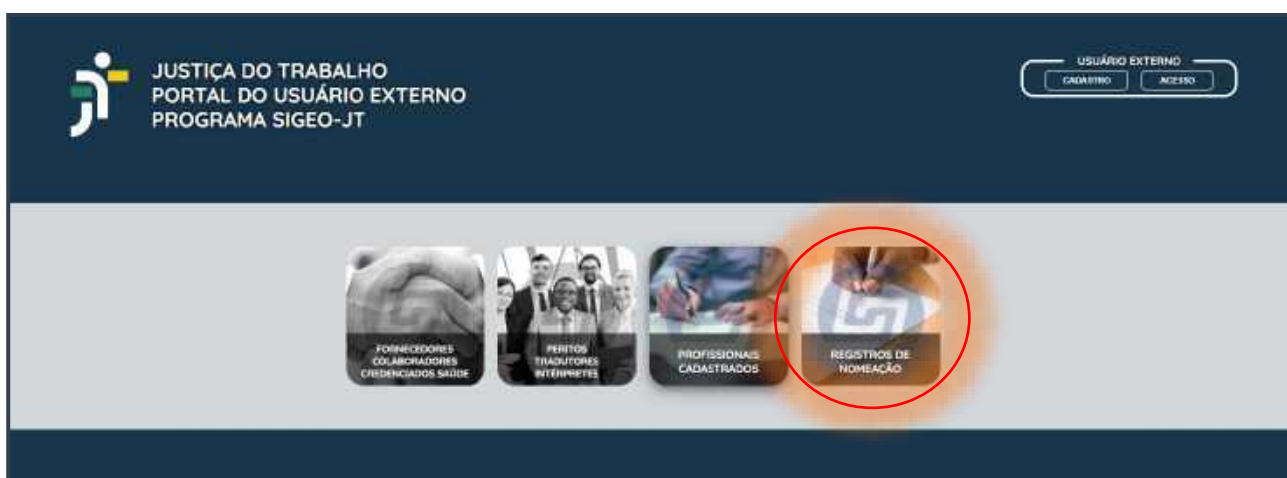 JUSTIÇA DO TRABALHO
PORTAL DO USUÁRIO EXTERNO
PROGRAMA SIGEO-JT
USUÁRIO EXTERNO
CADASTRO
ACESSO
FORNECEDORES
COLABORADORES
CREDENCIADOS SAÚDE
PERITOS
TRADUTORES
INTÉRPRETES
PROFISSIONAIS
CADASTRADOS
REGISTROS DE
NOMEAÇÃO